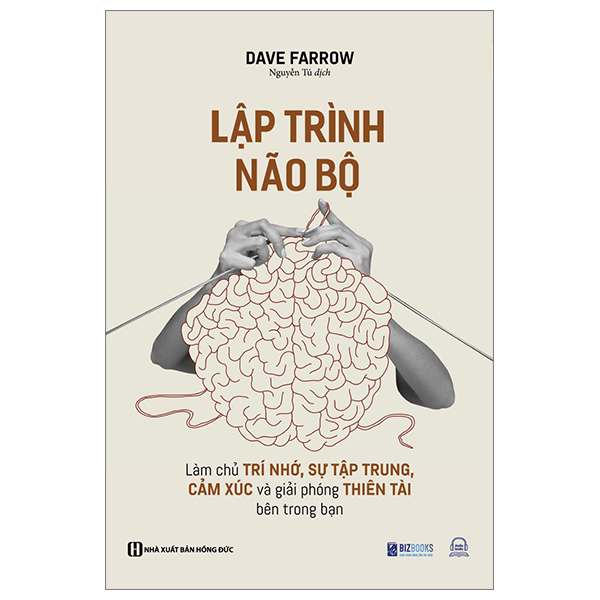 DAVE FARROW
Nguyễn Tú dịch
LẬP TRÌNH
NÃO BỘ
Làm chủ TRÍ NHỚ, SỰ TẬP TRUNG,
CẢM XÚC và giải phóng THIÊN TÀI
bên trong bạn
NHÀ XUẤT BẢN HỒNG ĐỨC
BIZBOOKS